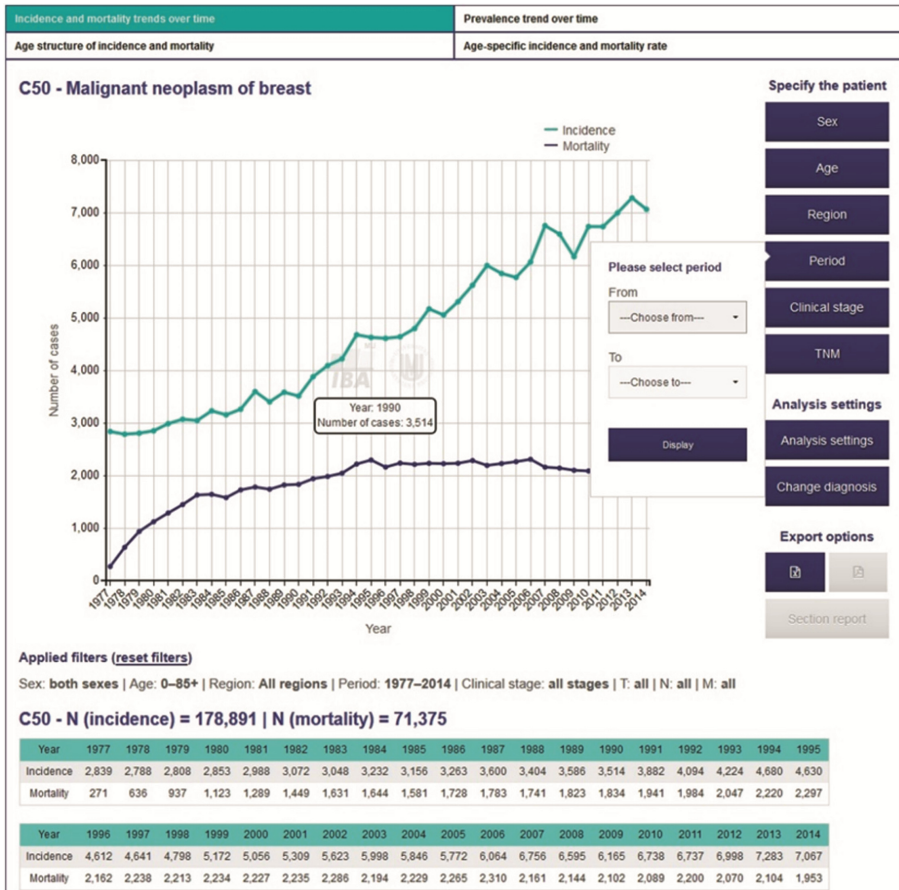 Incidence and mortality trends over time
Prevalence trend over time
Age structure of incidence and mortality
Age-specific incidence and mortality rate
C50 - Malignant neoplasm of breast
Incidence
Mortality
8,000
7,000
6,000
5,000
4,000
3,000
2,000
1,000
0
Number of cases
IBA
Year: 1990
Number of cases: 3,514
1977 1978 1979 1980 1981 1982 1983 1984 1985 1986 1987 1988 1989 1990 1991 1992 1993 1994 1995 1996 1997 1998 1999 2000 2001 2002 2003 2004 2005 2006 2007 2008 2009 2010 2011 2012 2013 2014
Year
Please select period
From
---Choose from---
To
---Choose to---
Display
Specify the patient
Sex
Age
Region
Period
Clinical stage
TNM
Analysis settings
Analysis settings
Change diagnosis
Export options
Section report
Applied filters (reset filters)
Sex: both sexes | Age: 0–85+ | Region: All regions | Period: 1977–2014 | Clinical stage: all stages | T: all | N: all | M: all
C50 - N (incidence) = 178,891 | N (mortality) = 71,375
Year 1977 1978 1979 1980 1981 1982 1983 1984 1985 1986 1987 1988 1989 1990 1991 1992 1993 1994 1995
Incidence 2,839 2,788 2,808 2,853 2,988 3,072 3,048 3,232 3,156 3,263 3,600 3,404 3,586 3,514 3,882 4,094 4,224 4,680 4,630
Mortality 271 636 937 1,123 1,289 1,449 1,631 1,644 1,581 1,728 1,783 1,741 1,823 1,834 1,941 1,984 2,047 2,220 2,297
Year 1996 1997 1998 1999 2000 2001 2002 2003 2004 2005 2006 2007 2008 2009 2010 2011 2012 2013 2014
Incidence 4,612 4,641 4,798 5,172 5,056 5,309 5,623 5,998 5,846 5,772 6,064 6,756 6,595 6,165 6,738 6,737 6,998 7,283 7,067
Mortality 2,162 2,238 2,213 2,234 2,227 2,235 2,286 2,194 2,229 2,265 2,310 2,161 2,144 2,102 2,089 2,200 2,070 2,104 1,953